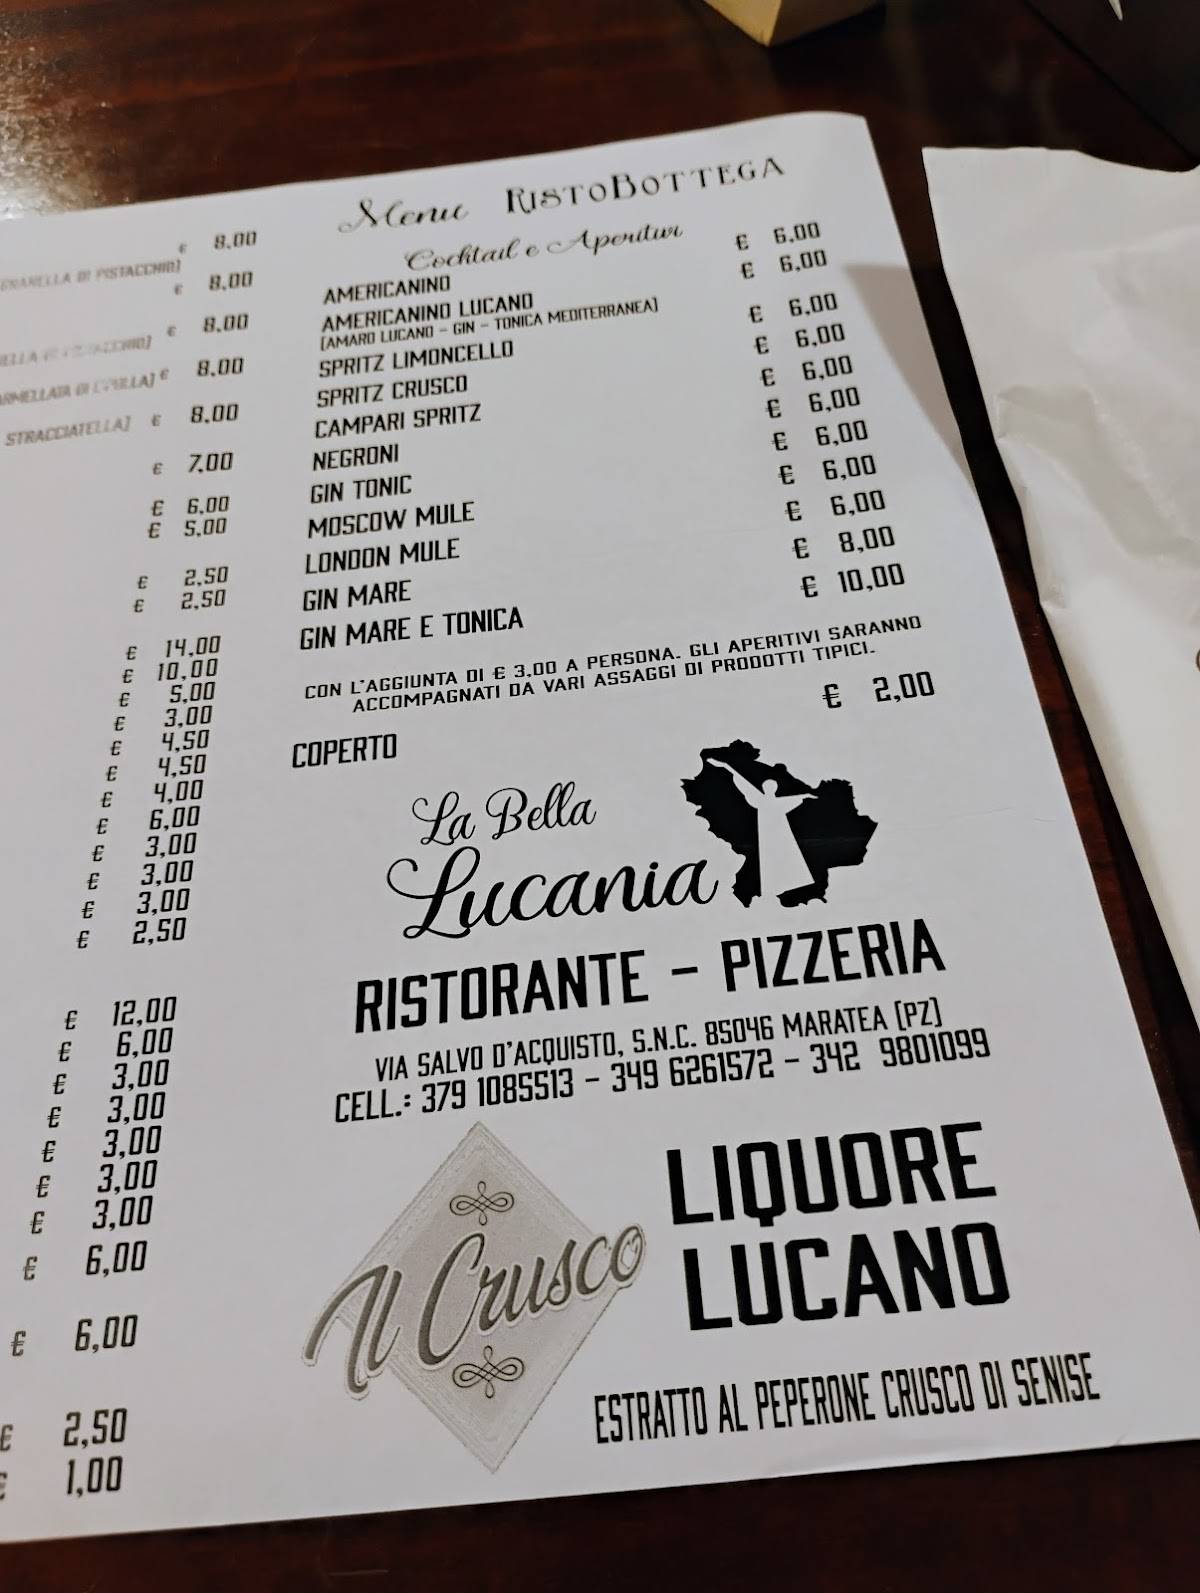 € 8,00
GRANELLA DI PISTACCHIO]
€ 8,00
€ 8,00
€ 8,00
STRACCIATELLA] € 8,00
€ 7,00
€ 6,00
€ 5,00
€ 2,50
€ 2,50
€ 14,00
€ 10,00
€ 5,00
€ 3,00
€ 4,50
€ 4,50
€ 4,00
€ 6,00
€ 3,00
€ 3,00
€ 3,00
€ 2,50
€ 12,00
€ 6,00
€ 3,00
€ 3,00
€ 3,00
€ 3,00
€ 3,00
€ 6,00
€ 6,00
€ 2,50
€ 1,00
Menu RISTOBOTTEGA
Cocktail e Aperitivi
AMERICANINO € 6,00
AMERICANINO LUCANO € 6,00
[AMARO LUCANO - GIN - TONICA MEDITERRANEA]
SPRITZ LIMONCELLO € 6,00
SPRITZ CRUSCO € 6,00
CAMPARI SPRITZ € 6,00
NEGRONI € 6,00
GIN TONIC € 6,00
MOSCOW MULE € 6,00
LONDON MULE € 6,00
GIN MARE € 8,00
GIN MARE E TONICA € 10,00
CON L'AGGIUNTA DI € 3,00 A PERSONA. GLI APERITIVI SARANNO
ACCOMPAGNATI DA VARI ASSAGGI DI PRODOTTI TIPICI.
COPERTO € 2,00
La Bella
Lucania
RISTORANTE - PIZZERIA
VIA SALVO D'ACQUISTO, S.N.C. 85046 MARATEA [PZ]
CELL.: 379 1085513 - 349 6261572 - 342 9801099
Il Crusco
LIQUORE
LUCANO
ESTRATTO AL PEPERONE CRUSCO DI SENISE